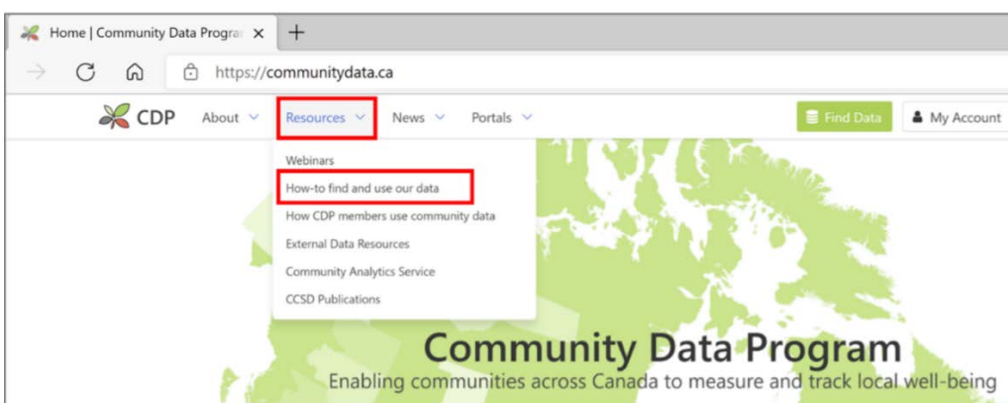 Home | Community Data Progra
https://communitydata.ca
CDP About Resources News Portals Find Data My Account
Webinars
How-to find and use our data
How CDP members use community data
External Data Resources
Community Analytics Service
CCSD Publications
Community Data Program
Enabling communities across Canada to measure and track local well-being